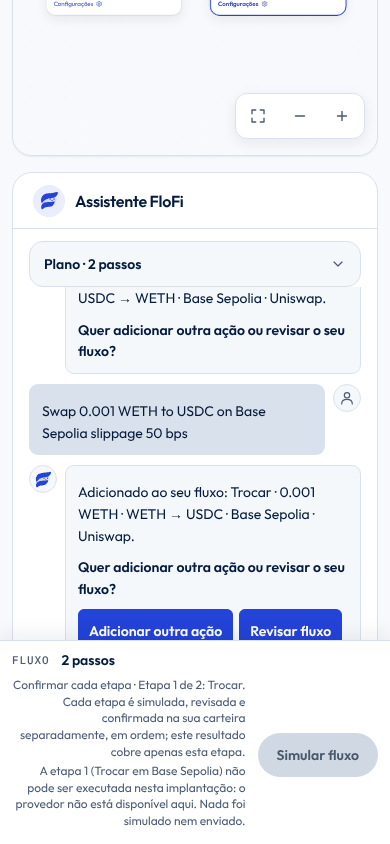 Configurações
Configurações
Assistente FloFi
Plano · 2 passos
USDC → WETH · Base Sepolia · Uniswap.
Quer adicionar outra ação ou revisar o seu
fluxo?
Swap 0.001 WETH to USDC on Base
Sepolia slippage 50 bps
Adicionado ao seu fluxo: Trocar · 0.001
WETH · WETH → USDC · Base Sepolia ·
Uniswap.
Quer adicionar outra ação ou revisar o seu
fluxo?
Adicionar outra ação
Revisar fluxo
FLUXO 2 passos
Confirmar cada etapa · Etapa 1 de 2: Trocar.
Cada etapa é simulada, revisada e
confirmada na sua carteira
separadamente, em ordem; este resultado
cobre apenas esta etapa.
A etapa 1 (Trocar em Base Sepolia) não
pode ser executada nesta implantação: o
provedor não está disponível aqui. Nada foi
simulado nem enviado.
Simular fluxo